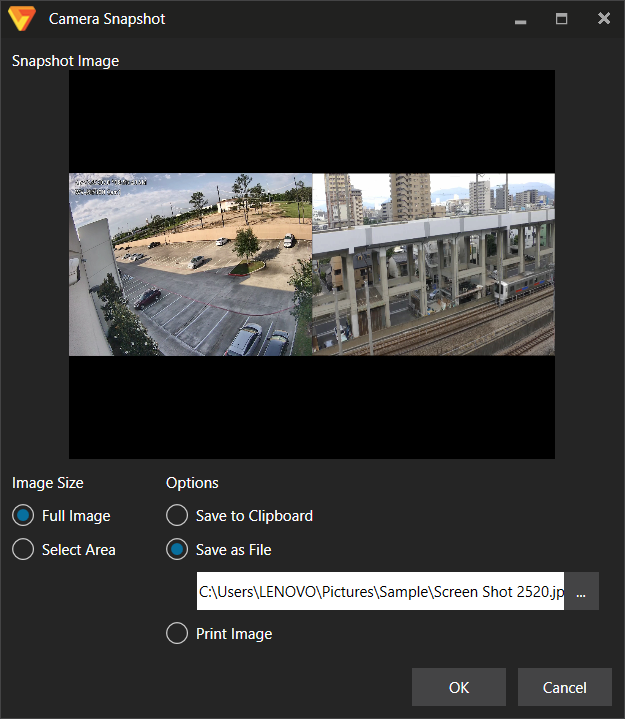 Camera Snapshot
Snapshot Image
Image Size
Options
Full Image
Save to Clipboard
Select Area
Save as File
C:\Users\LENOVO\Pictures\Sample\Screen Shot 2520.jp
...
Print Image
OK
Cancel